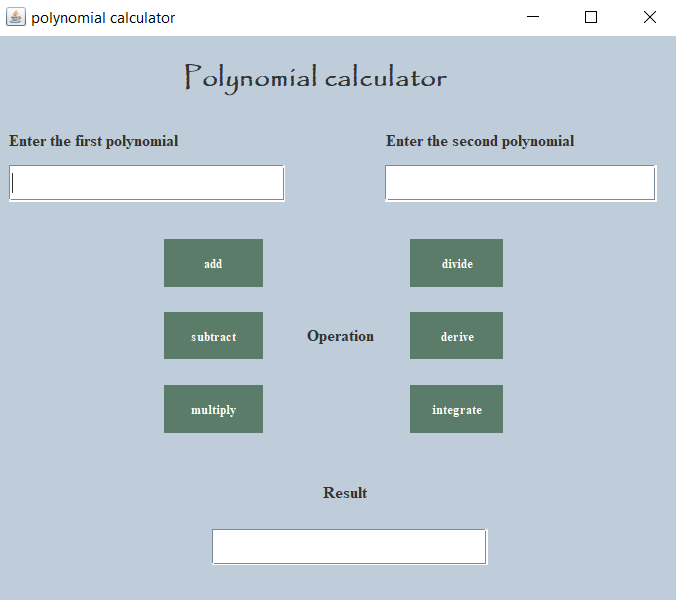 polynomial calculator
Polynomial calculator
Enter the first polynomial
Enter the second polynomial
add
divide
subtract
Operation
derive
multiply
integrate
Result